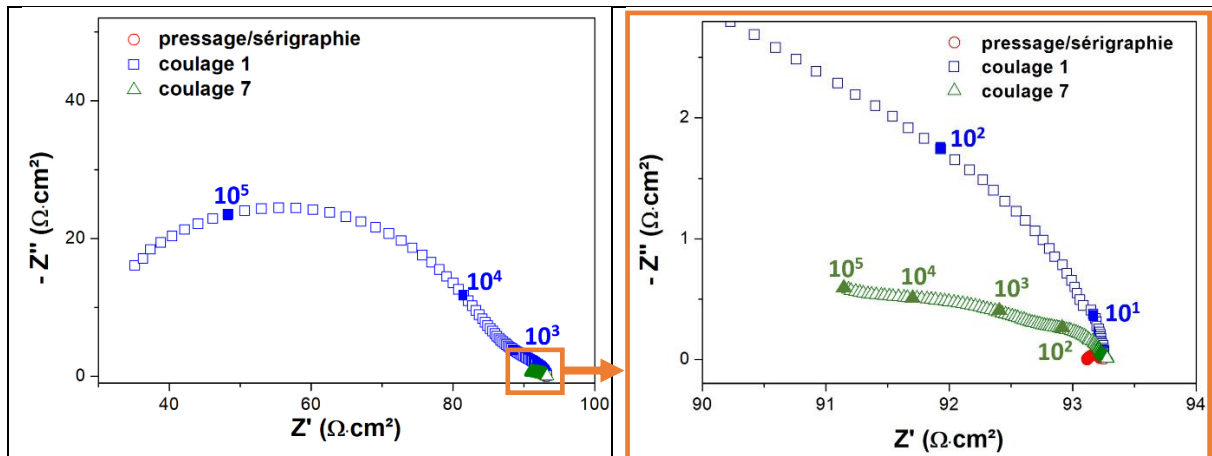 pressage/sérigraphie
coulage 1
coulage 7
40
20
0
10⁵
10⁴
10³
40
60
80
100
- Z'' (Ω·cm²)
Z' (Ω·cm²)
pressage/sérigraphie
coulage 1
coulage 7
2
1
0
10²
10¹
10⁵
10⁴
10³
10²
90
91
92
93
94
- Z'' (Ω·cm²)
Z' (Ω·cm²)